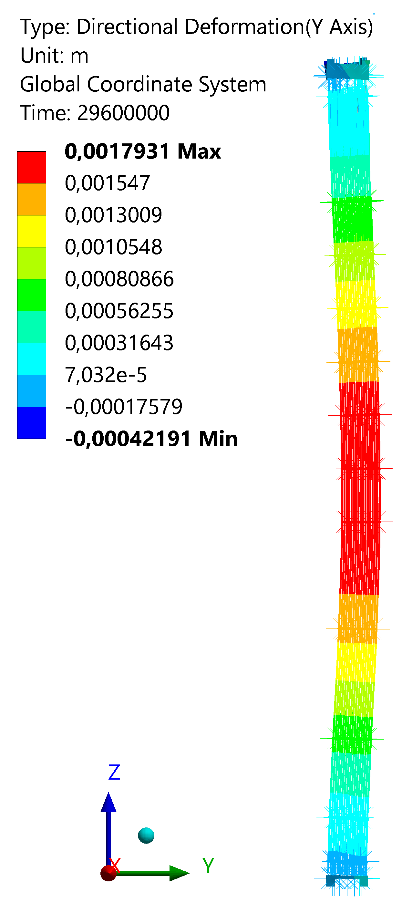 Type: Directional Deformation(Y Axis)
Unit: m
Global Coordinate System
Time: 29600000
0,0017931 Max
0,001547
0,0013009
0,0010548
0,00080866
0,00056255
0,00031643
7,032e-5
-0,00017579
-0,00042191 Min
Z
X
Y